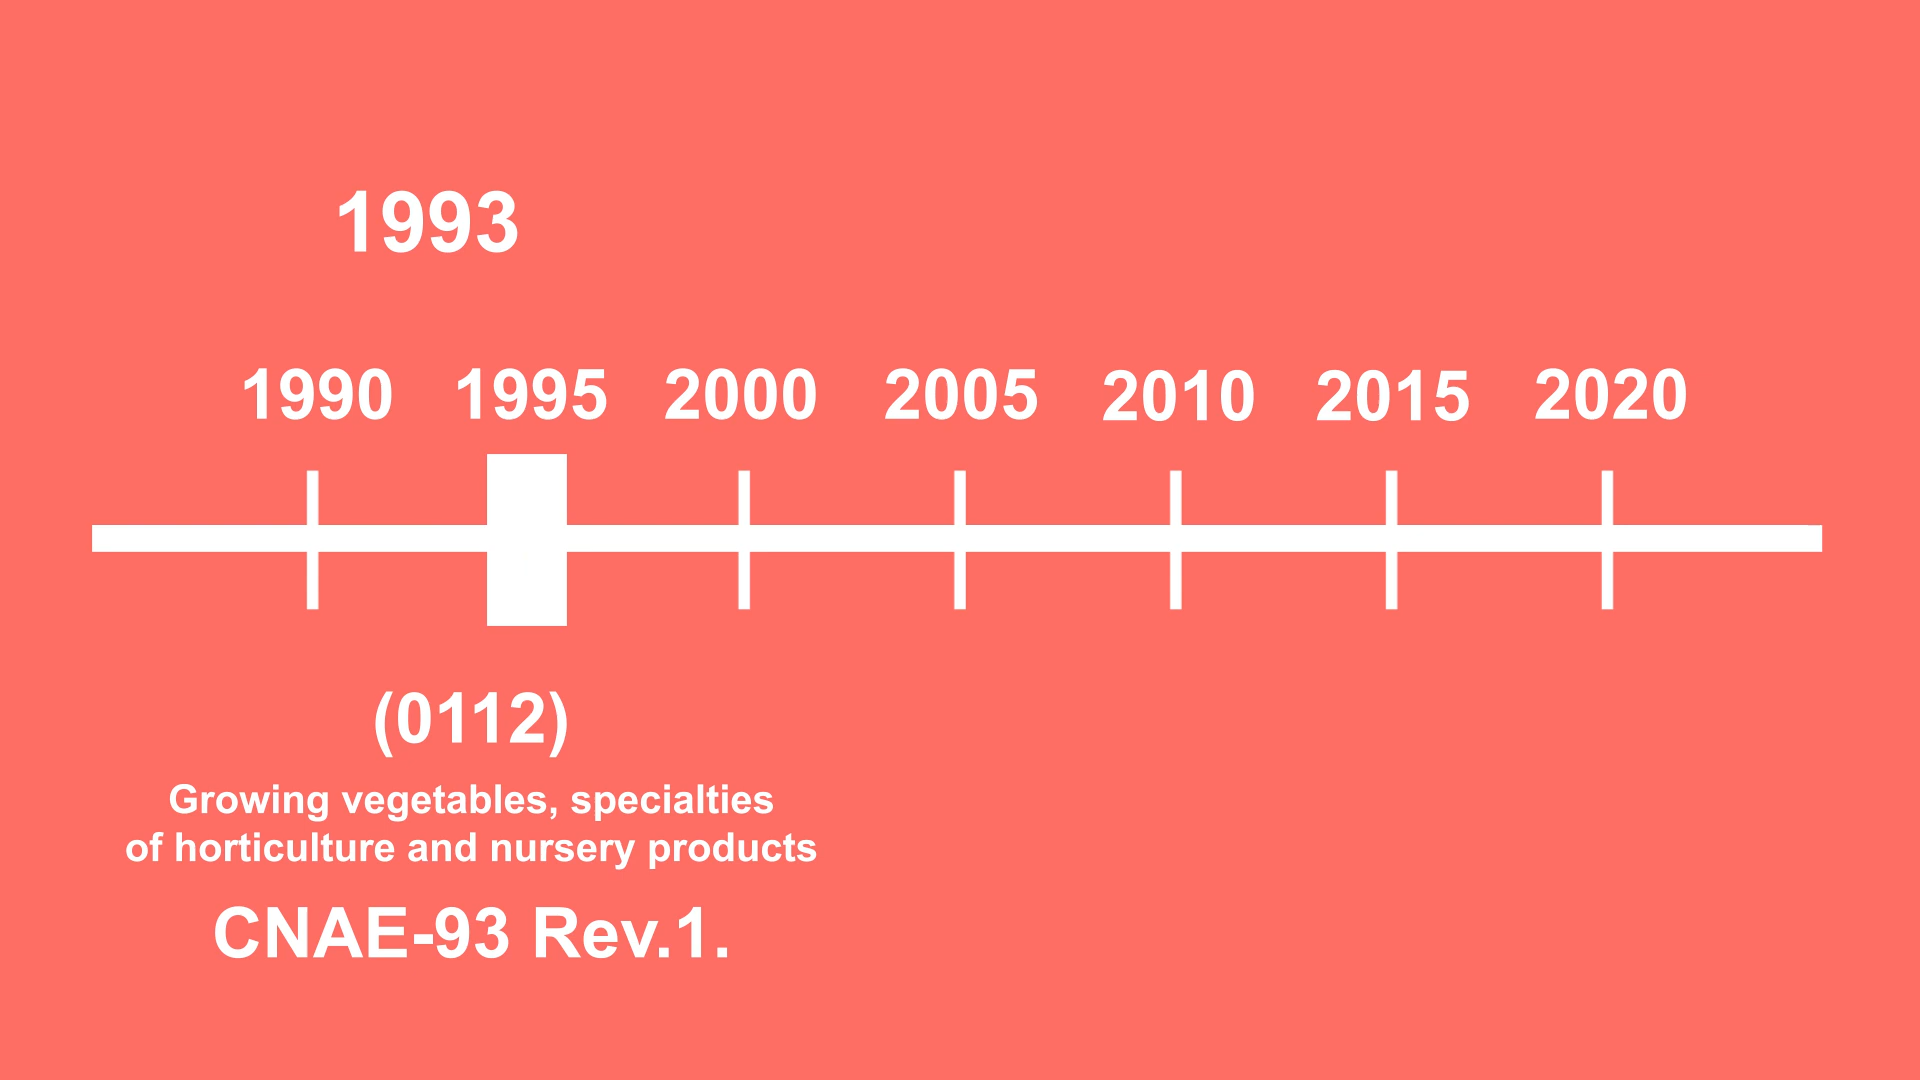 1993
1990 1995 2000 2005 2010 2015 2020
(0112)
Growing vegetables, specialties
of horticulture and nursery products
CNAE-93 Rev.1.